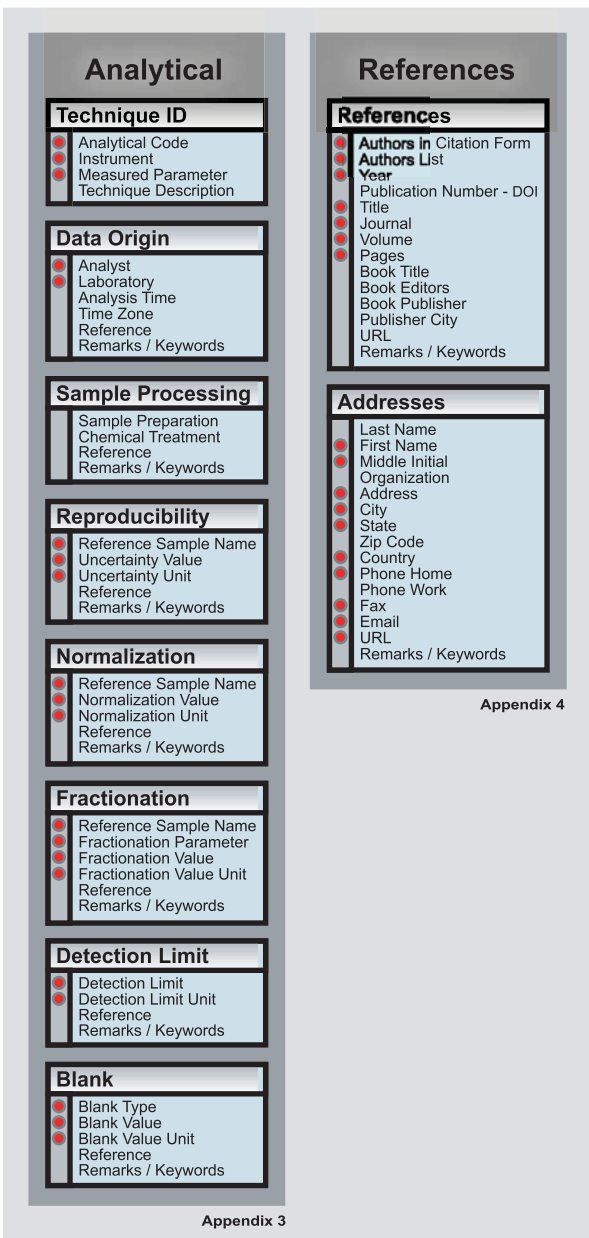 Analytical
Technique ID
Analytical Code
Instrument
Measured Parameter
Technique Description
Data Origin
Analyst
Laboratory
Analysis Time
Time Zone
Reference
Remarks / Keywords
Sample Processing
Sample Preparation
Chemical Treatment
Reference
Remarks / Keywords
Reproducibility
Reference Sample Name
Uncertainty Value
Uncertainty Unit
Reference
Remarks / Keywords
Normalization
Reference Sample Name
Normalization Value
Normalization Unit
Reference
Remarks / Keywords
Fractionation
Reference Sample Name
Fractionation Parameter
Fractionation Value
Fractionation Value Unit
Reference
Remarks / Keywords
Detection Limit
Detection Limit
Detection Limit Unit
Reference
Remarks / Keywords
Blank
Blank Type
Blank Value
Blank Value Unit
Reference
Remarks / Keywords
Appendix 3
References
References
Authors in Citation Form
Authors List
Year
Publication Number - DOI
Title
Journal
Volume
Pages
Book Title
Book Editors
Book Publisher
Publisher City
URL
Remarks / Keywords
Addresses
Last Name
First Name
Middle Initial
Organization
Address
City
State
Zip Code
Country
Phone Home
Phone Work
Fax
Email
URL
Remarks / Keywords
Appendix 4